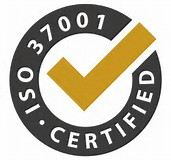 ISO 37001
· CERTIFIED ·